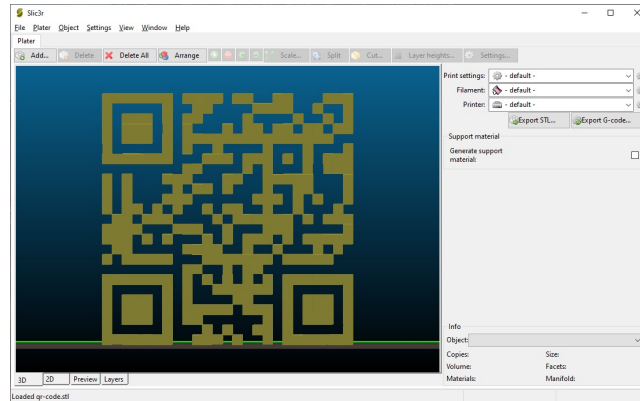 Slic3r
File Plater Object Settings View Window Help
Plater
Add... Delete Delete All Arrange Scale... Split Cut... Layer heights... Settings...
Print settings: - default -
Filament: - default -
Printer: - default -
Export STL... Export G-code...
Support material
Generate support
material:
Info
Object:
Copies: Size:
Volume: Facets:
Materials: Manifold:
3D 2D Preview Layers
Loaded qr-code.stl